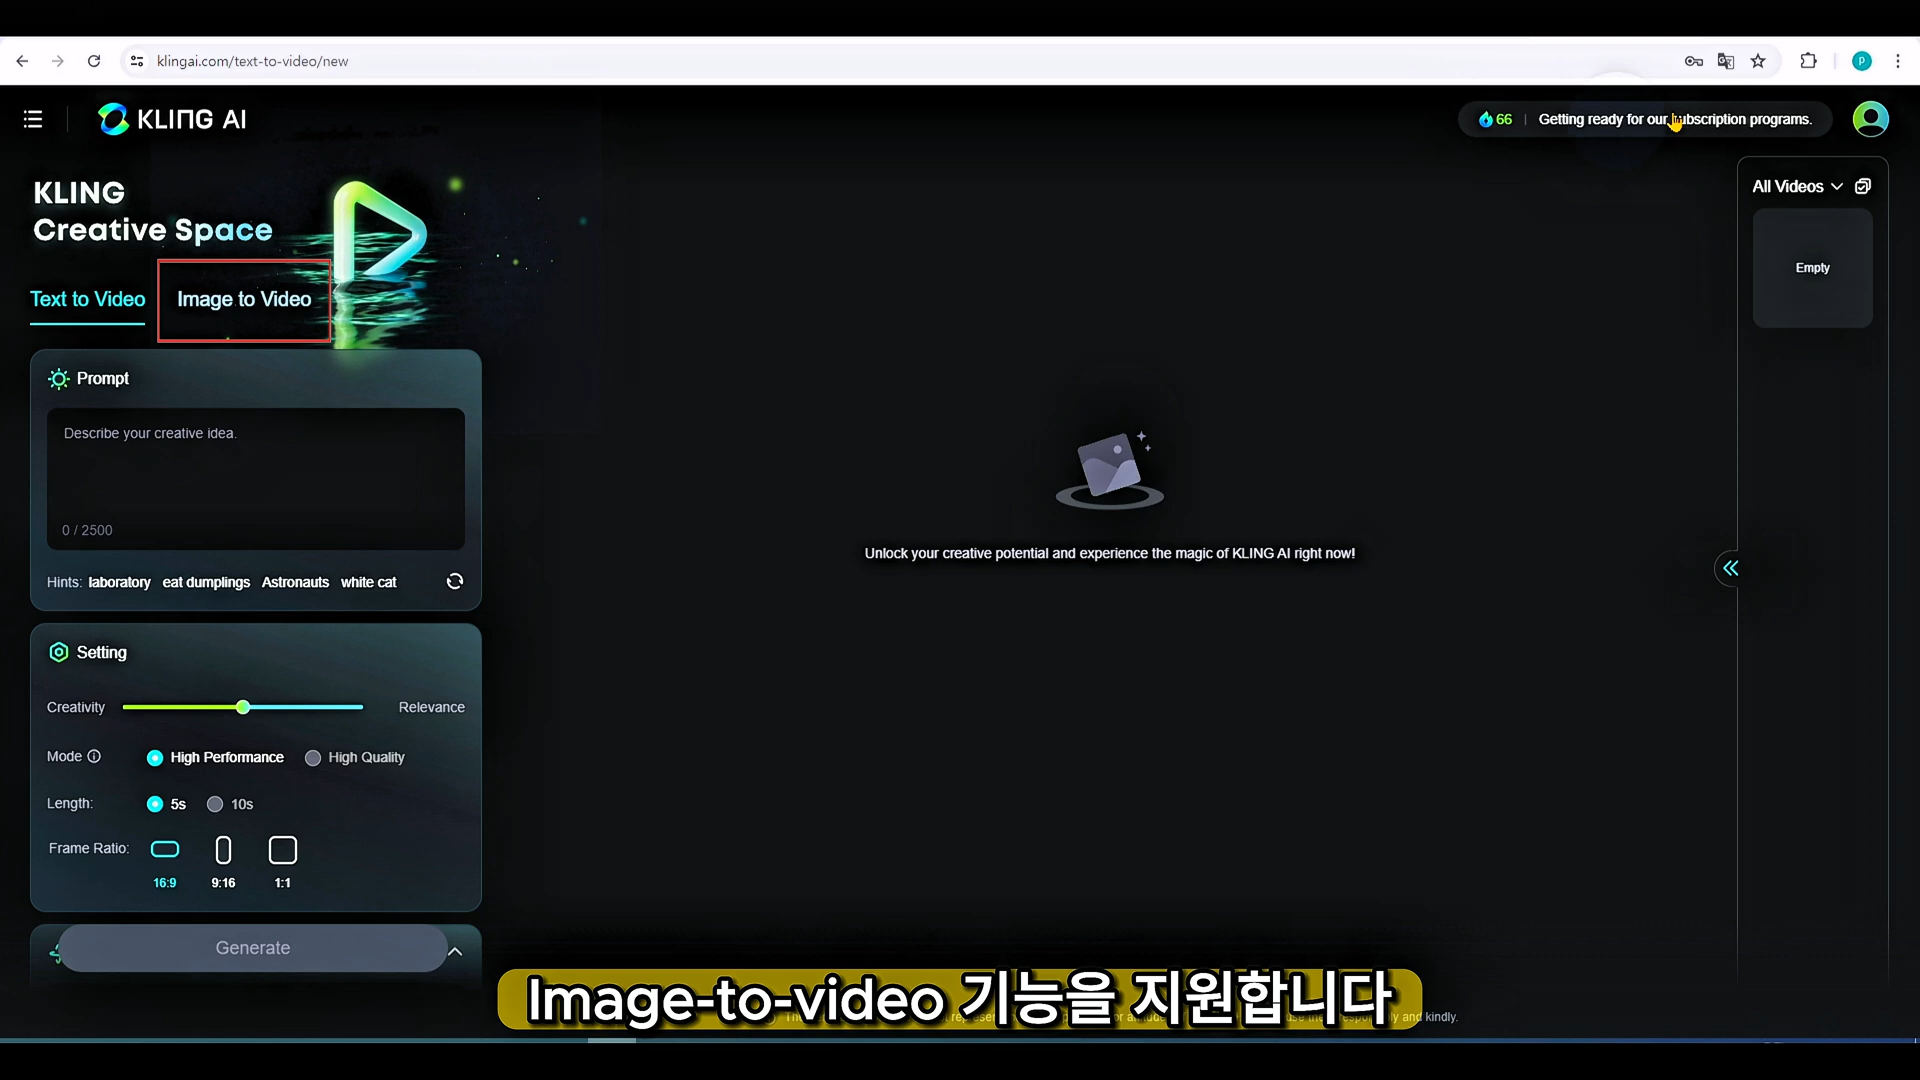 klingai.com/text-to-video/new
P
KLING AI
66
Getting ready for our subscription programs.
KLING
Creative Space
Text to Video
Image to Video
All Videos
Empty
Prompt
Describe your creative idea.
0 / 2500
Hints: laboratory eat dumplings Astronauts white cat
Unlock your creative potential and experience the magic of KLING AI right now!
Setting
Creativity Relevance
Mode High Performance High Quality
Length: 5s 10s
Frame Ratio:
16:9 9:16 1:1
Generate
Image-to-video 기능을 지원합니다
and kindly.